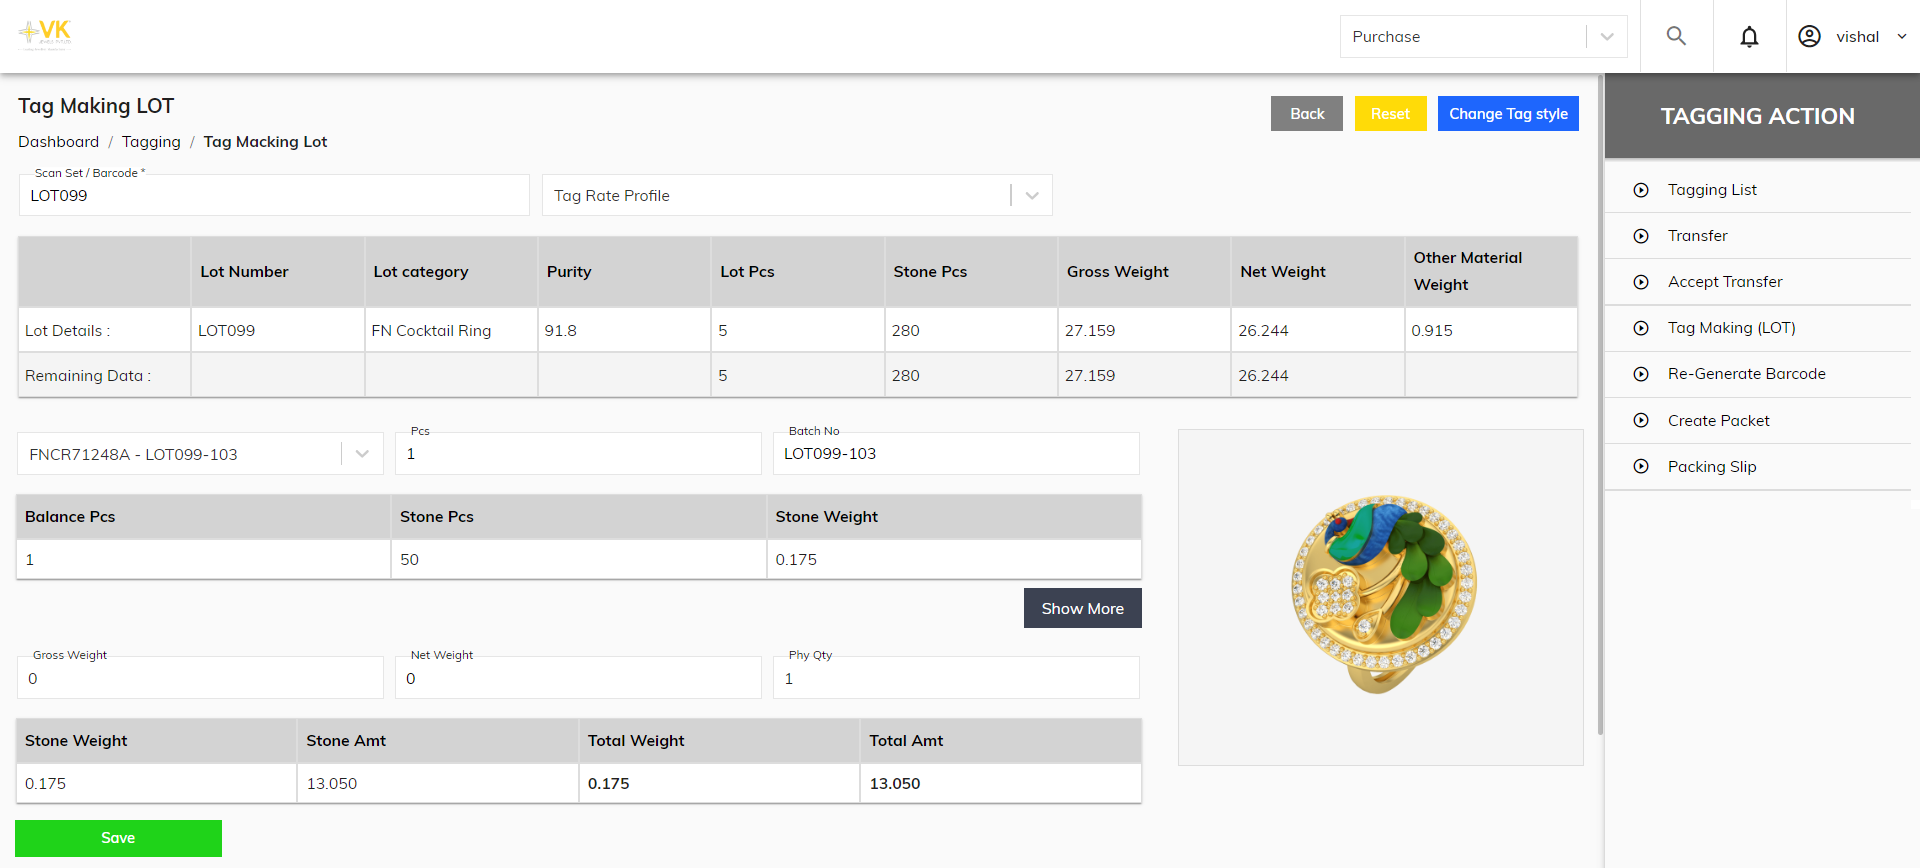 VK
Purchase
vishal
Tag Making LOT
Back
Reset
Change Tag style
Dashboard / Tagging / Tag Macking Lot
Scan Set / Barcode *
LOT099
Tag Rate Profile
Lot Number Lot category Purity Lot Pcs Stone Pcs Gross Weight Net Weight Other Material Weight
Lot Details : LOT099 FN Cocktail Ring 91.8 5 280 27.159 26.244 0.915
Remaining Data : 5 280 27.159 26.244
FNCR71248A - LOT099-103
Pcs
1
Batch No
LOT099-103
Balance Pcs Stone Pcs Stone Weight
1 50 0.175
Show More
Gross Weight
0
Net Weight
0
Phy Qty
1
Stone Weight Stone Amt Total Weight Total Amt
0.175 13.050 0.175 13.050
Save
TAGGING ACTION
Tagging List
Transfer
Accept Transfer
Tag Making (LOT)
Re-Generate Barcode
Create Packet
Packing Slip